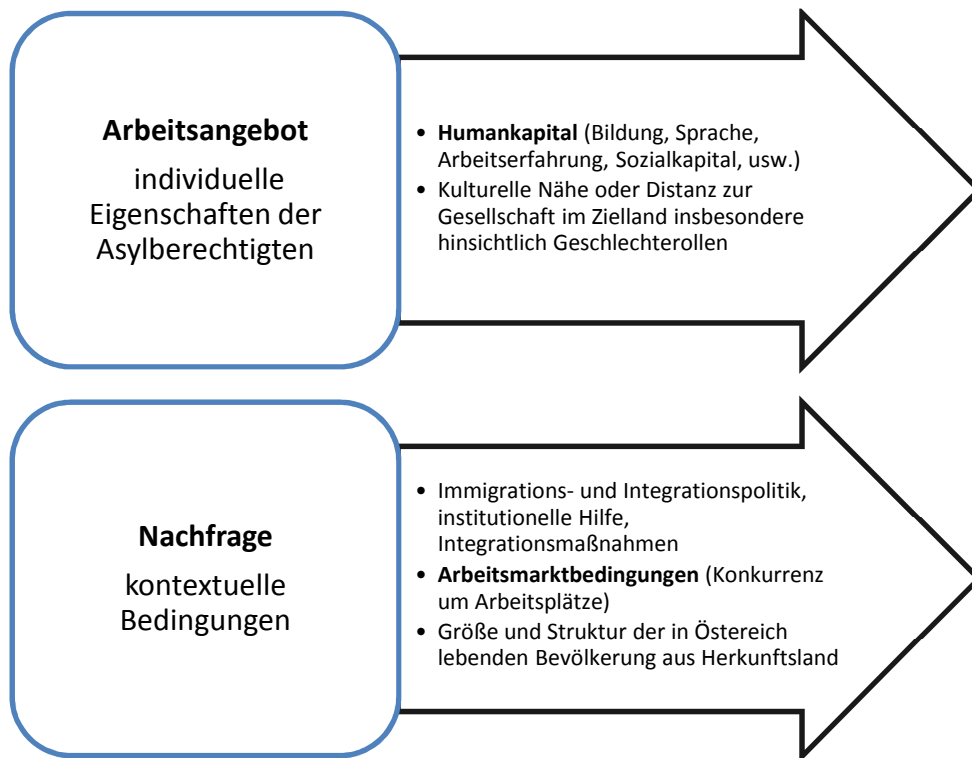 Arbeitsangebot
individuelle
Eigenschaften der
Asylberechtigten
• Humankapital (Bildung, Sprache,
Arbeitserfahrung, Sozialkapital, usw.)
• Kulturelle Nähe oder Distanz zur
Gesellschaft im Zielland insbesondere
hinsichtlich Geschlechterollen
Nachfrage
kontextuelle
Bedingungen
• Immigrations- und Integrationspolitik,
institutionelle Hilfe,
Integrationsmaßnahmen
• Arbeitsmarktbedingungen (Konkurrenz
um Arbeitsplätze)
• Größe und Struktur der in Östereich
lebenden Bevölkerung aus Herkunftsland